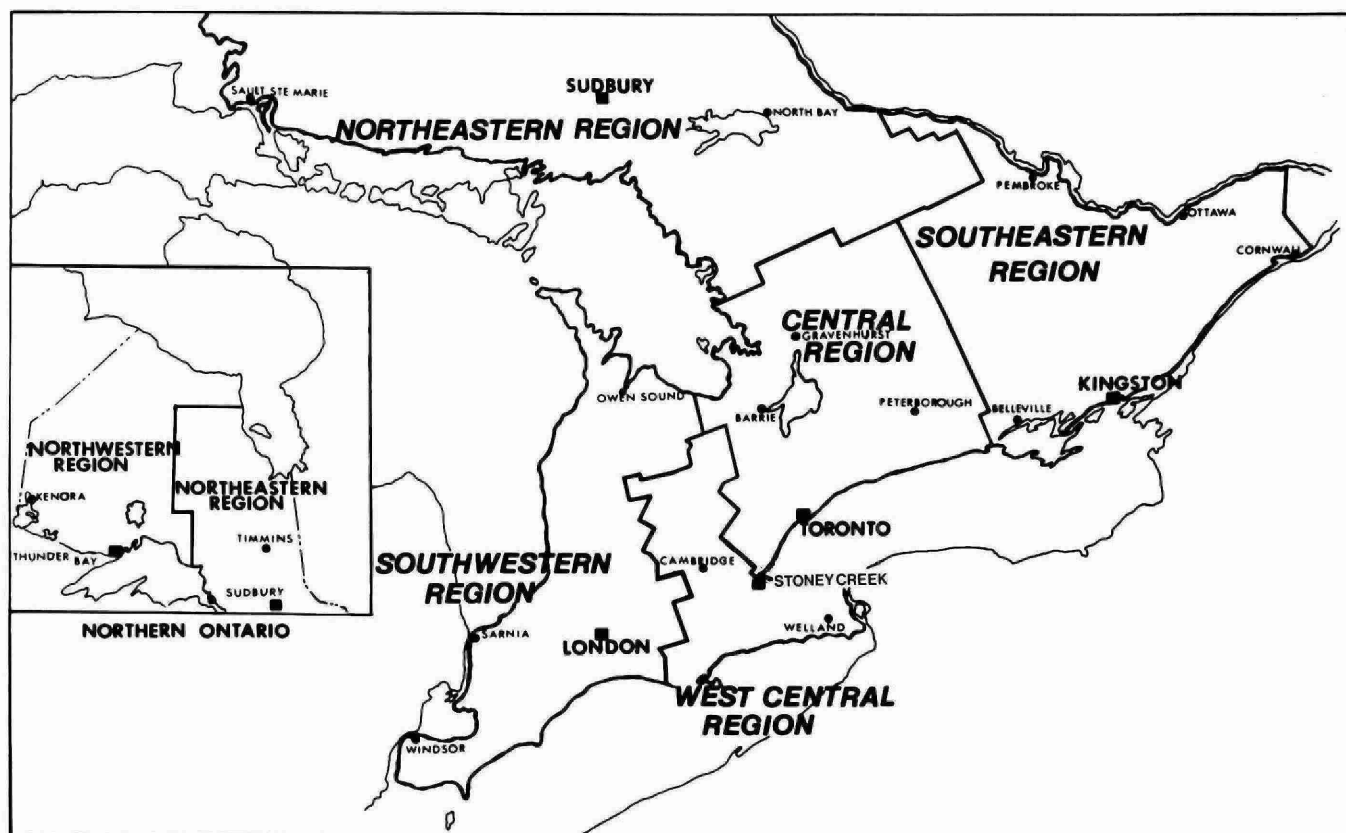 SAULT STE MARIE
SUDBURY
NORTH BAY
NORTHEASTERN REGION
PEMBROKE
OTTAWA
SOUTHEASTERN
REGION
CORNWAH
CENTRAL
GRAVENHURST
REGION
OWEN SOUND
BARRIE
PETERBOROUGH
BELLEVILLE
KINGSTON
NORTHWESTERN
REGION
KENORA
NORTHEASTERN
REGION
THUNDER BAY
TIMMINS
SUDBURY
NORTHERN ONTARIO
TORONTO
SOUTHWESTERN
REGION
CAMBRIDGE
STONEY CREEK
WELLAND
SARNIA
LONDON
WEST CENTRAL
REGION
WINDSOR